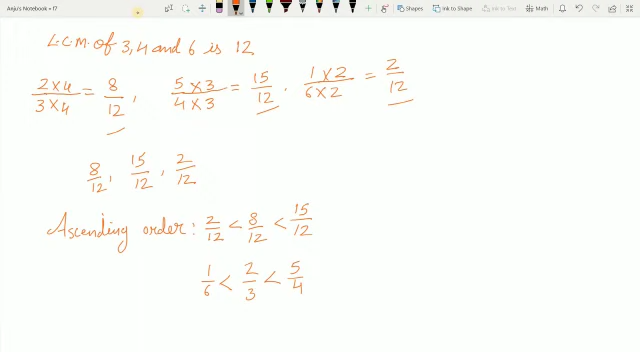 Anju's Notebook • 17
Shapes Ink to Shape Ink to Text Math Help
L.C.M. of 3, 4 and 6 is 12
2 × 4 / 3 × 4 = 8/12, 5 × 3 / 4 × 3 = 15/12. 1 × 2 / 6 × 2 = 2/12
8/12, 15/12, 2/12
Ascending order: 2/12 < 8/12 < 15/12
1/6 < 2/3 < 5/4